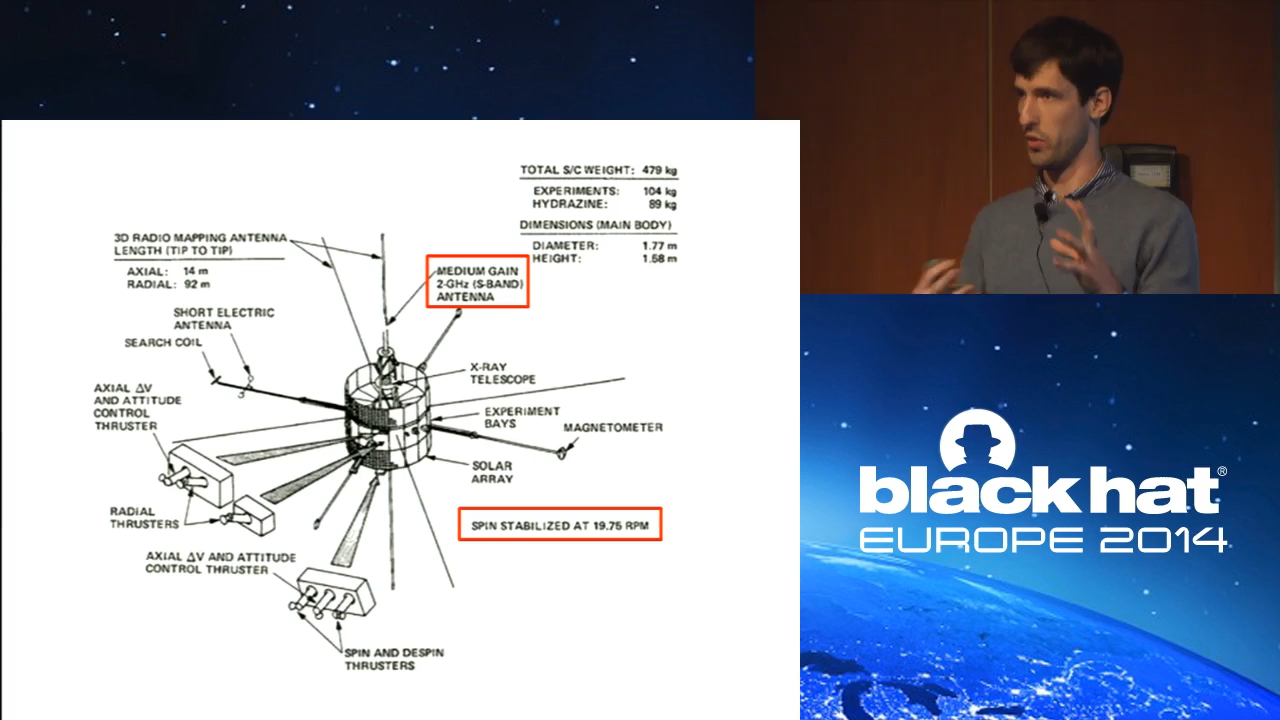 TOTAL S/C WEIGHT: 479 kg
EXPERIMENTS: 104 kg
HYDRAZINE: 89 kg
DIMENSIONS (MAIN BODY)
DIAMETER: 1.77 m
HEIGHT: 1.58 m
3D RADIO MAPPING ANTENNA
LENGTH (TIP TO TIP)
AXIAL: 14 m
RADIAL: 92 m
MEDIUM GAIN
2-GHz (S-BAND)
ANTENNA
SHORT ELECTRIC
ANTENNA
SEARCH COIL
X-RAY
TELESCOPE
AXIAL ΔV
AND ATTITUDE
CONTROL
THRUSTER
EXPERIMENT
BAYS
MAGNETOMETER
SOLAR
ARRAY
RADIAL
THRUSTERS
SPIN STABILIZED AT 19.75 RPM
AXIAL ΔV AND ATTITUDE
CONTROL THRUSTER
SPIN AND DESPIN
THRUSTERS
black hat®
EUROPE 2014